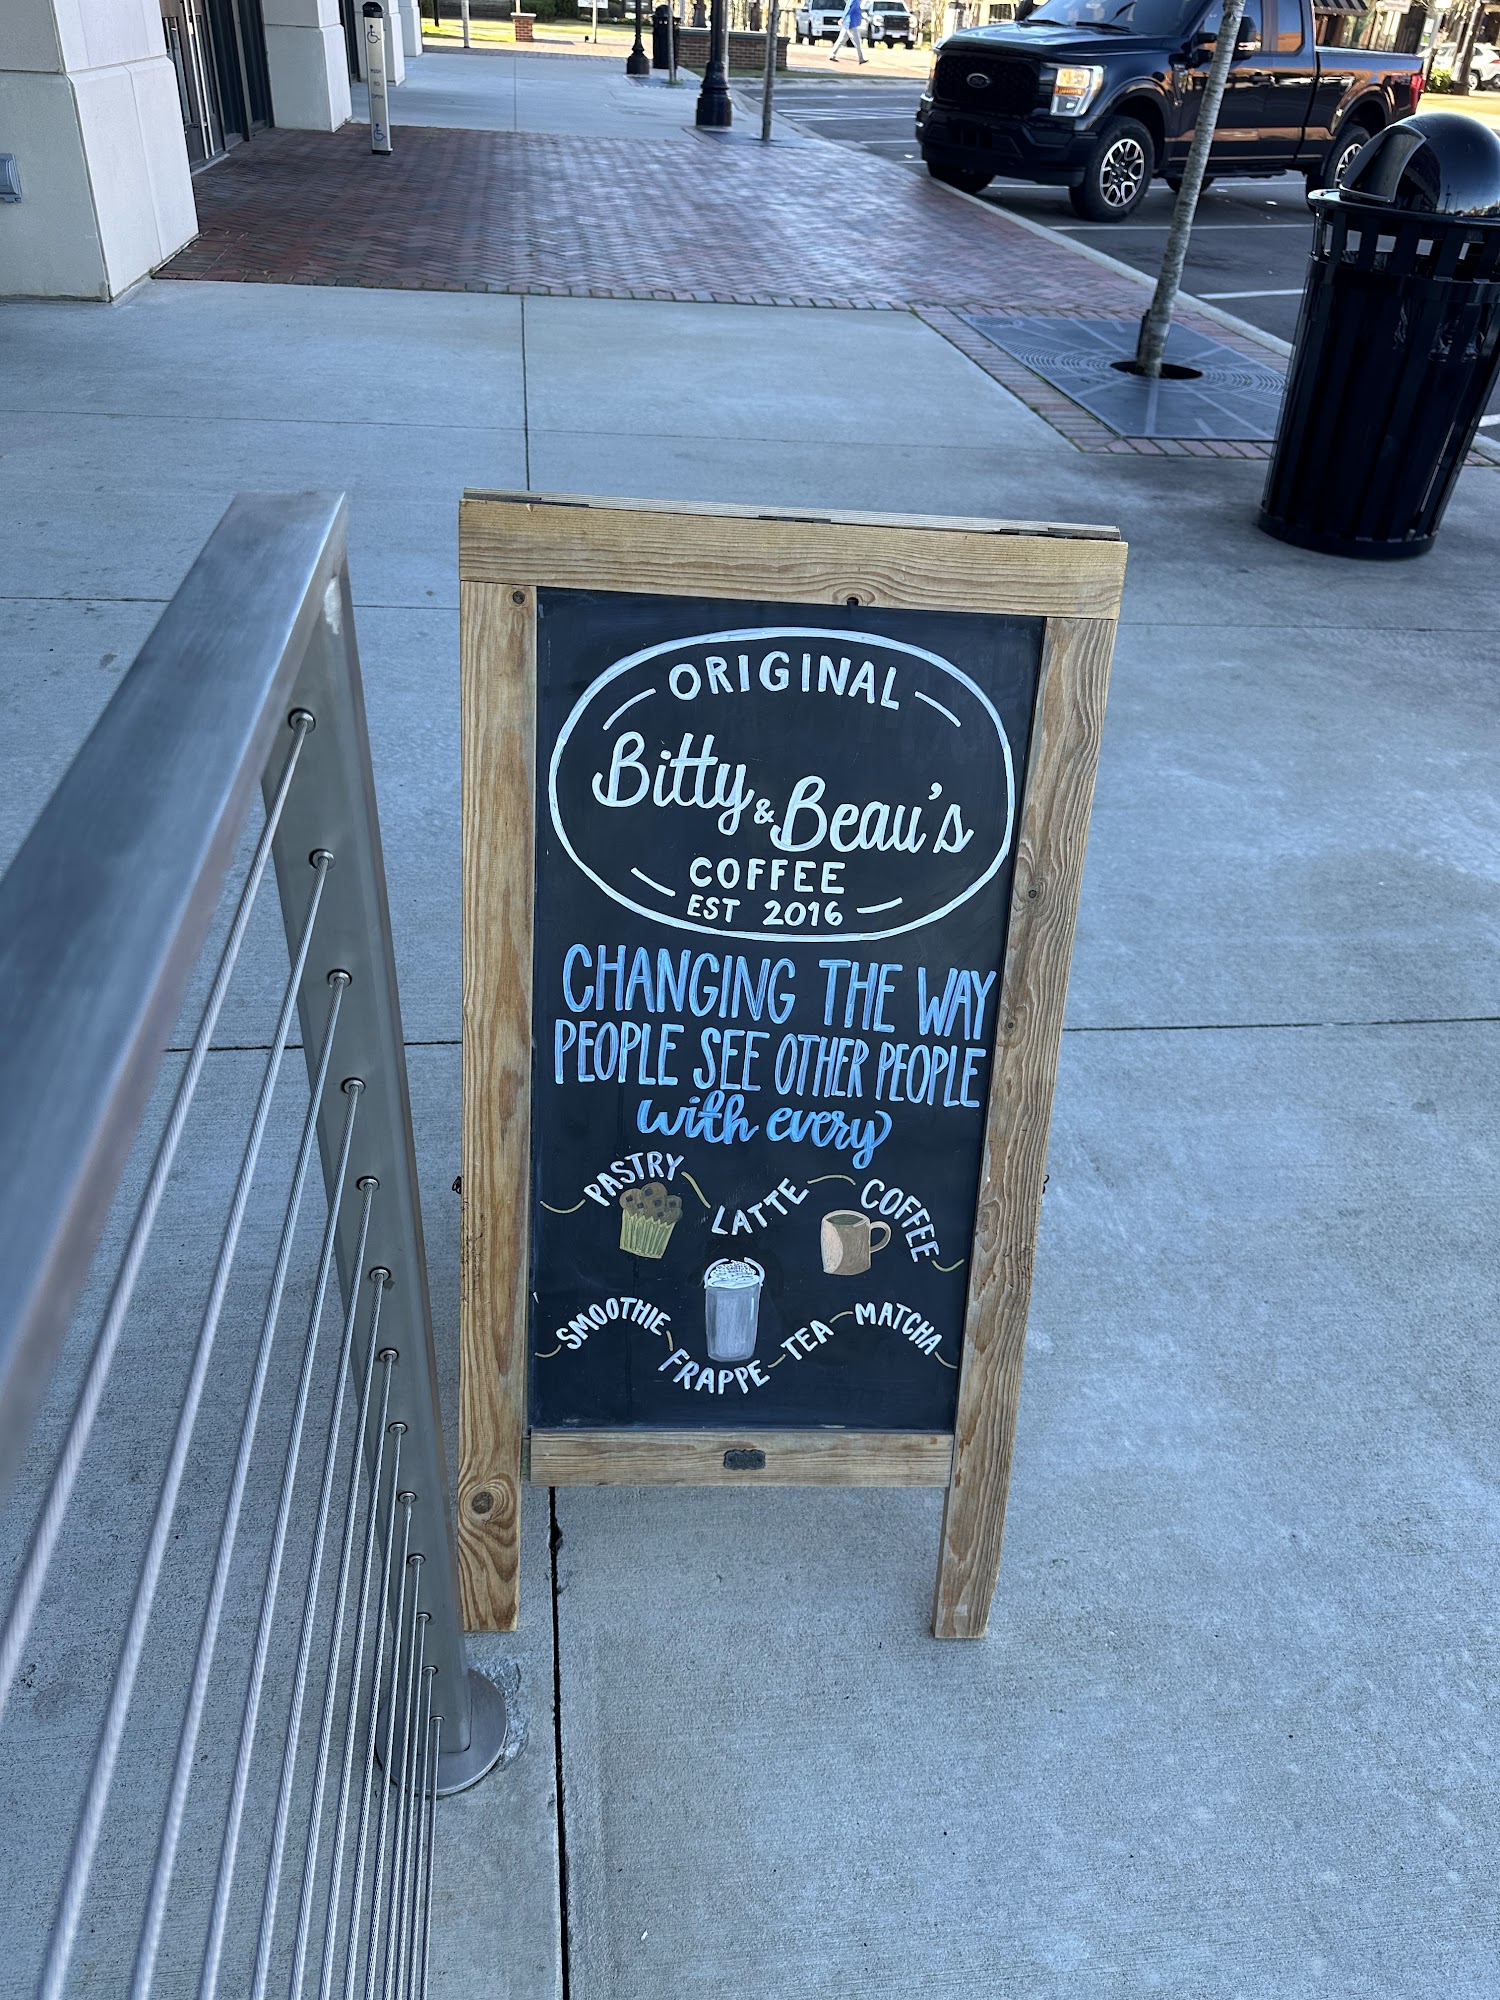 ORIGINAL
Bitty & Beau's
COFFEE
EST 2016
CHANGING THE WAY
PEOPLE SEE OTHER PEOPLE
with every
PASTRY LATTE COFFEE
SMOOTHIE FRAPPE TEA MATCHA